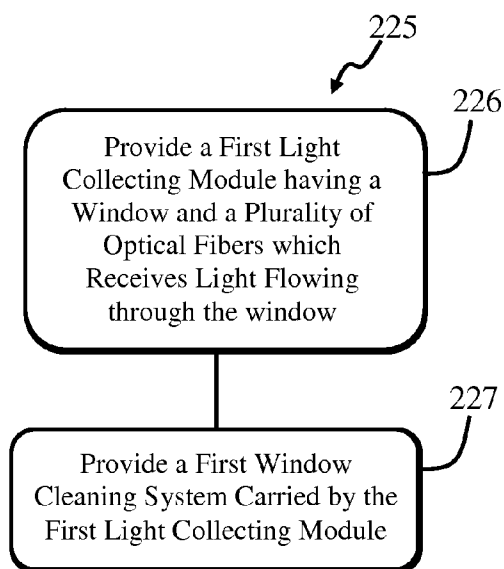 225
226
Provide a First Light
Collecting Module having a
Window and a Plurality of
Optical Fibers which
Receives Light Flowing
through the window
227
Provide a First Window
Cleaning System Carried by the
First Light Collecting Module